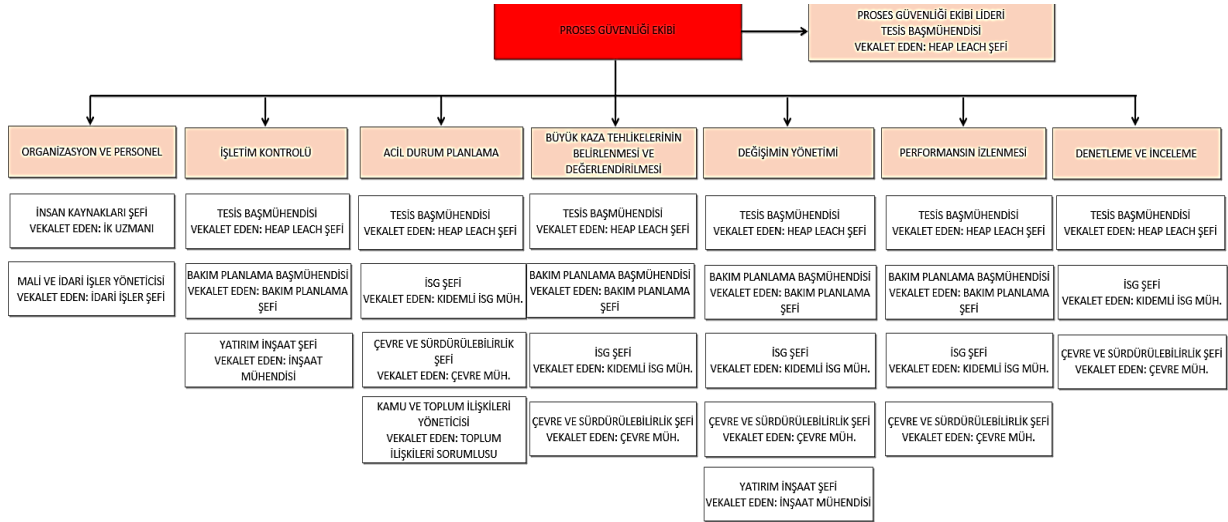 PROSES GÜVENLİĞİ EKİBİ
PROSES GÜVENLİĞİ EKİBİ LİDERİ
TESİS BAŞMÜHENDİSİ
VEKALET EDEN: HEAP LEACH ŞEFİ
ORGANİZASYON VE PERSONEL
İNSAN KAYNAKLARI ŞEFİ
VEKALET EDEN: İK UZMANI
MALİ VE İDARİ İŞLER YÖNETİCİSİ
VEKALET EDEN: İDARİ İŞLER ŞEFİ
İŞLETİM KONTROLÜ
TESİS BAŞMÜHENDİSİ
VEKALET EDEN: HEAP LEACH ŞEFİ
BAKIM PLANLAMA BAŞMÜHENDİSİ
VEKALET EDEN: BAKIM PLANLAMA
ŞEFİ
YATIRIM İNŞAAT ŞEFİ
VEKALET EDEN: İNŞAAT
MÜHENDİSİ
ACİL DURUM PLANLAMA
TESİS BAŞMÜHENDİSİ
VEKALET EDEN: HEAP LEACH ŞEFİ
İSG ŞEFİ
VEKALET EDEN: KIDEMLİ İSG MÜH.
ÇEVRE VE SÜRDÜRÜLEBİLİRLİK
ŞEFİ
VEKALET EDEN: ÇEVRE MÜH.
KAMU VE TOPLUM İLİŞKİLERİ
YÖNETİCİSİ
VEKALET EDEN: TOPLUM
İLİŞKİLERİ SORUMLUSU
BÜYÜK KAZA TEHLİKELERİNİN
BELİRLENMESİ VE
DEĞERLENDİRİLMESİ
TESİS BAŞMÜHENDİSİ
VEKALET EDEN: HEAP LEACH ŞEFİ
BAKIM PLANLAMA BAŞMÜHENDİSİ
VEKALET EDEN: BAKIM PLANLAMA
ŞEFİ
İSG ŞEFİ
VEKALET EDEN: KIDEMLİ İSG MÜH.
ÇEVRE VE SÜRDÜRÜLEBİLİRLİK ŞEFİ
VEKALET EDEN: ÇEVRE MÜH.
DEĞİŞİMİN YÖNETİMİ
TESİS BAŞMÜHENDİSİ
VEKALET EDEN: HEAP LEACH ŞEFİ
BAKIM PLANLAMA BAŞMÜHENDİSİ
VEKALET EDEN: BAKIM PLANLAMA
ŞEFİ
İSG ŞEFİ
VEKALET EDEN: KIDEMLİ İSG MÜH.
ÇEVRE VE SÜRDÜRÜLEBİLİRLİK ŞEFİ
VEKALET EDEN: ÇEVRE MÜH.
YATIRIM İNŞAAT ŞEFİ
VEKALET EDEN: İNŞAAT MÜHENDİSİ
PERFORMANSIN İZLENMESİ
TESİS BAŞMÜHENDİSİ
VEKALET EDEN: HEAP LEACH ŞEFİ
BAKIM PLANLAMA BAŞMÜHENDİSİ
VEKALET EDEN: BAKIM PLANLAMA
ŞEFİ
İSG ŞEFİ
VEKALET EDEN: KIDEMLİ İSG MÜH.
ÇEVRE VE SÜRDÜRÜLEBİLİRLİK ŞEFİ
VEKALET EDEN: ÇEVRE MÜH.
DENETLEME VE İNCELEME
TESİS BAŞMÜHENDİSİ
VEKALET EDEN: HEAP LEACH ŞEFİ
İSG ŞEFİ
VEKALET EDEN: KIDEMLİ İSG MÜH.
ÇEVRE VE SÜRDÜRÜLEBİLİRLİK ŞEFİ
VEKALET EDEN: ÇEVRE MÜH.